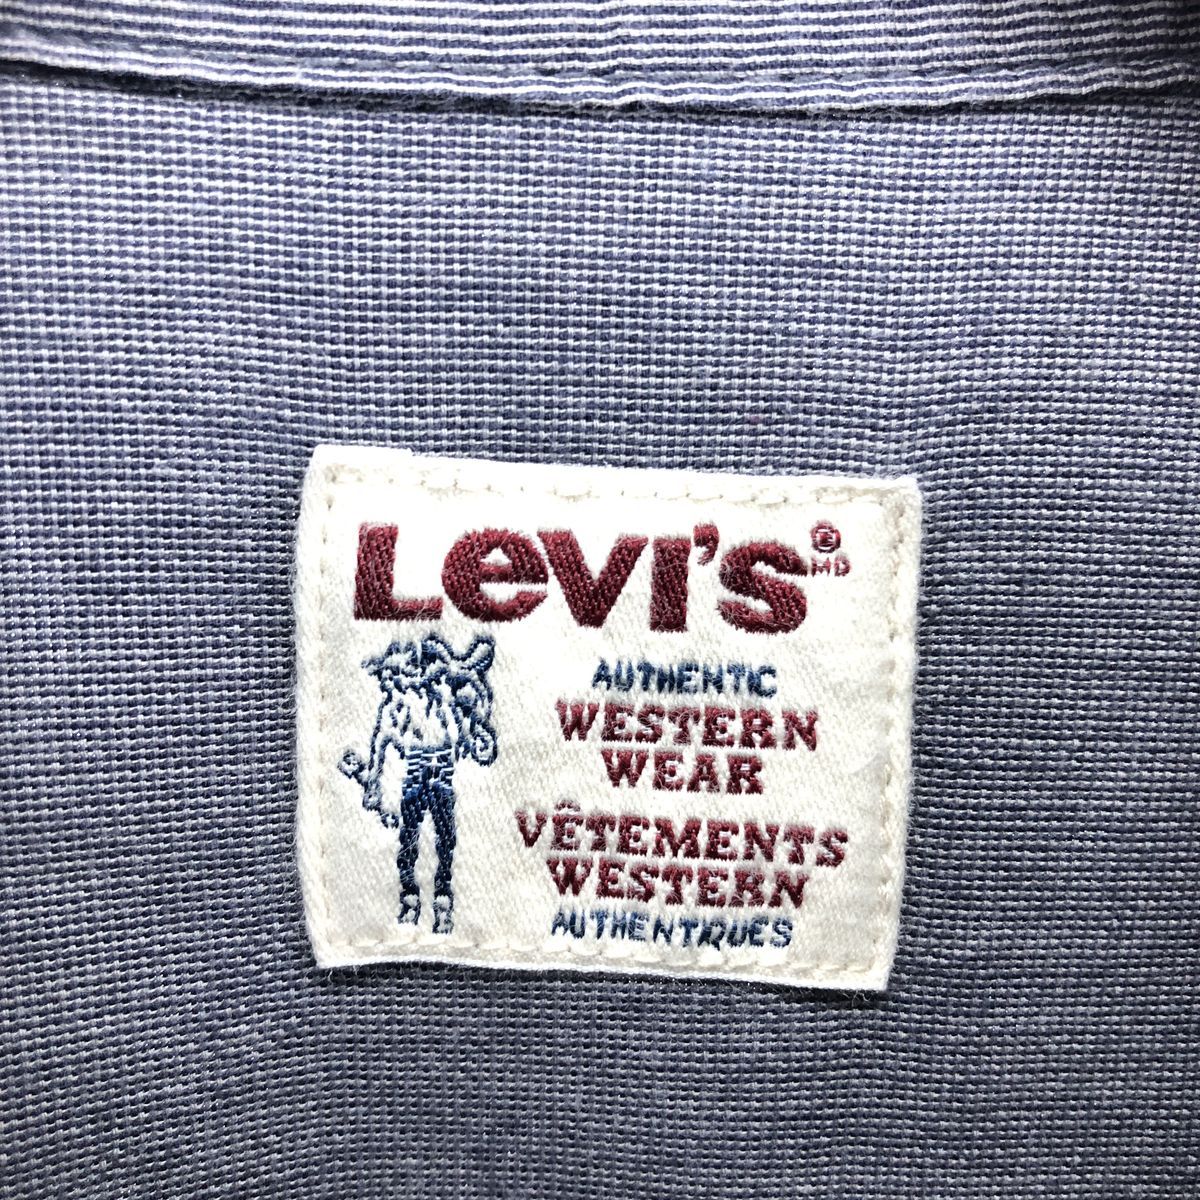 Levi's®
MD
AUTHENTIC
WESTERN
WEAR
VÊTEMENTS
WESTERN
AUTHENTIQUES